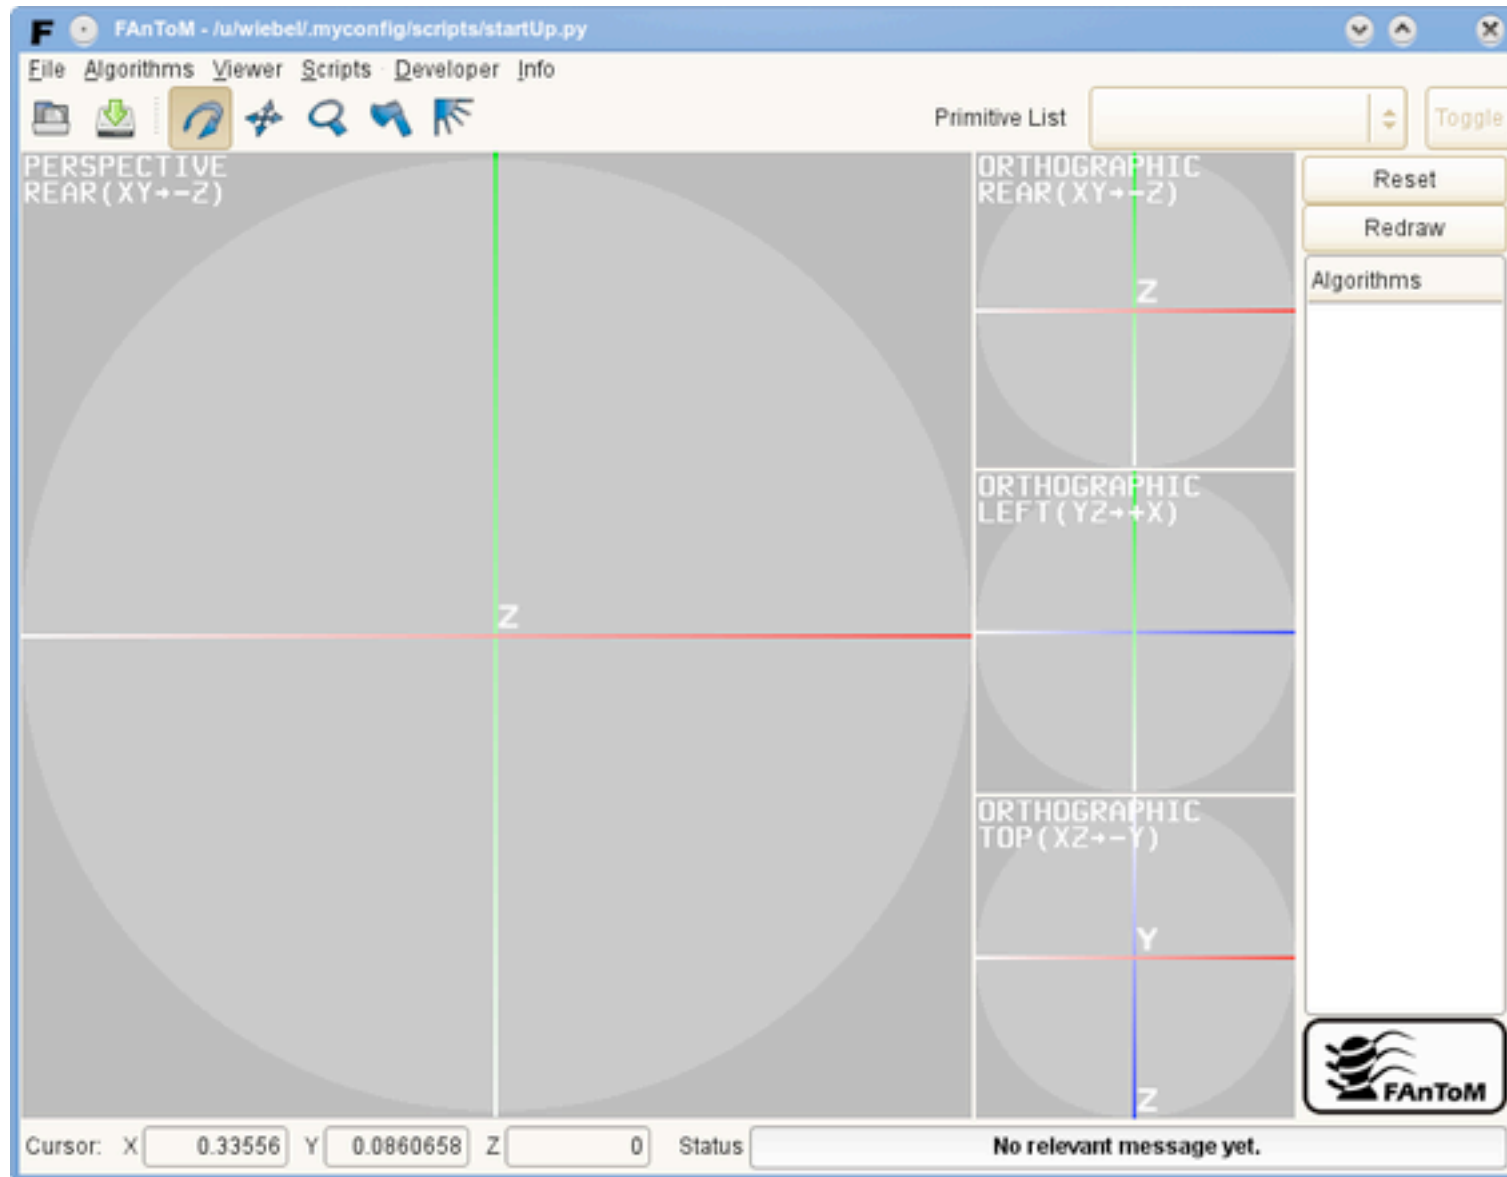 F FAnToM - /u/wiebel/.myconfig/scripts/startUp.py
File Algorithms Viewer Scripts Developer Info
Primitive List Toggle
PERSPECTIVE
REAR(XY→-Z)
Z
ORTHOGRAPHIC
REAR(XY→-Z)
Z
ORTHOGRAPHIC
LEFT(YZ→+X)
ORTHOGRAPHIC
TOP(XZ→-Y)
Y
Z
Reset
Redraw
Algorithms
FAnToM
Cursor: X 0.33556 Y 0.0860658 Z 0 Status No relevant message yet.